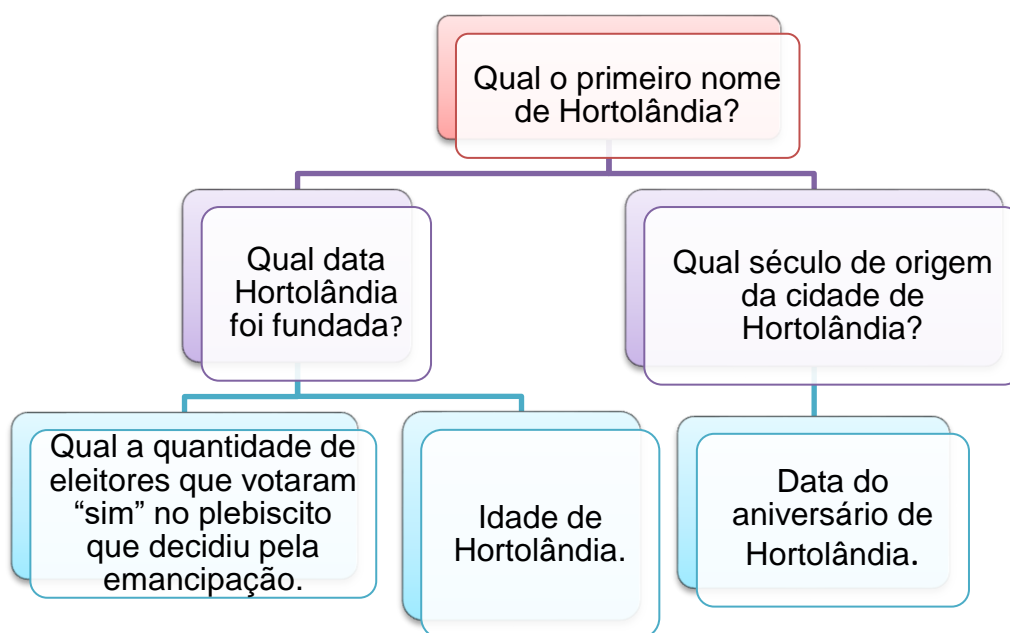 Qual o primeiro nome
de Hortolândia?
Qual data
Hortolândia
foi fundada?
Qual século de origem
da cidade de
Hortolândia?
Qual a quantidade de
eleitores que votaram
“sim” no plebiscito
que decidiu pela
emancipação.
Idade de
Hortolândia.
Data do
aniversário de
Hortolândia.